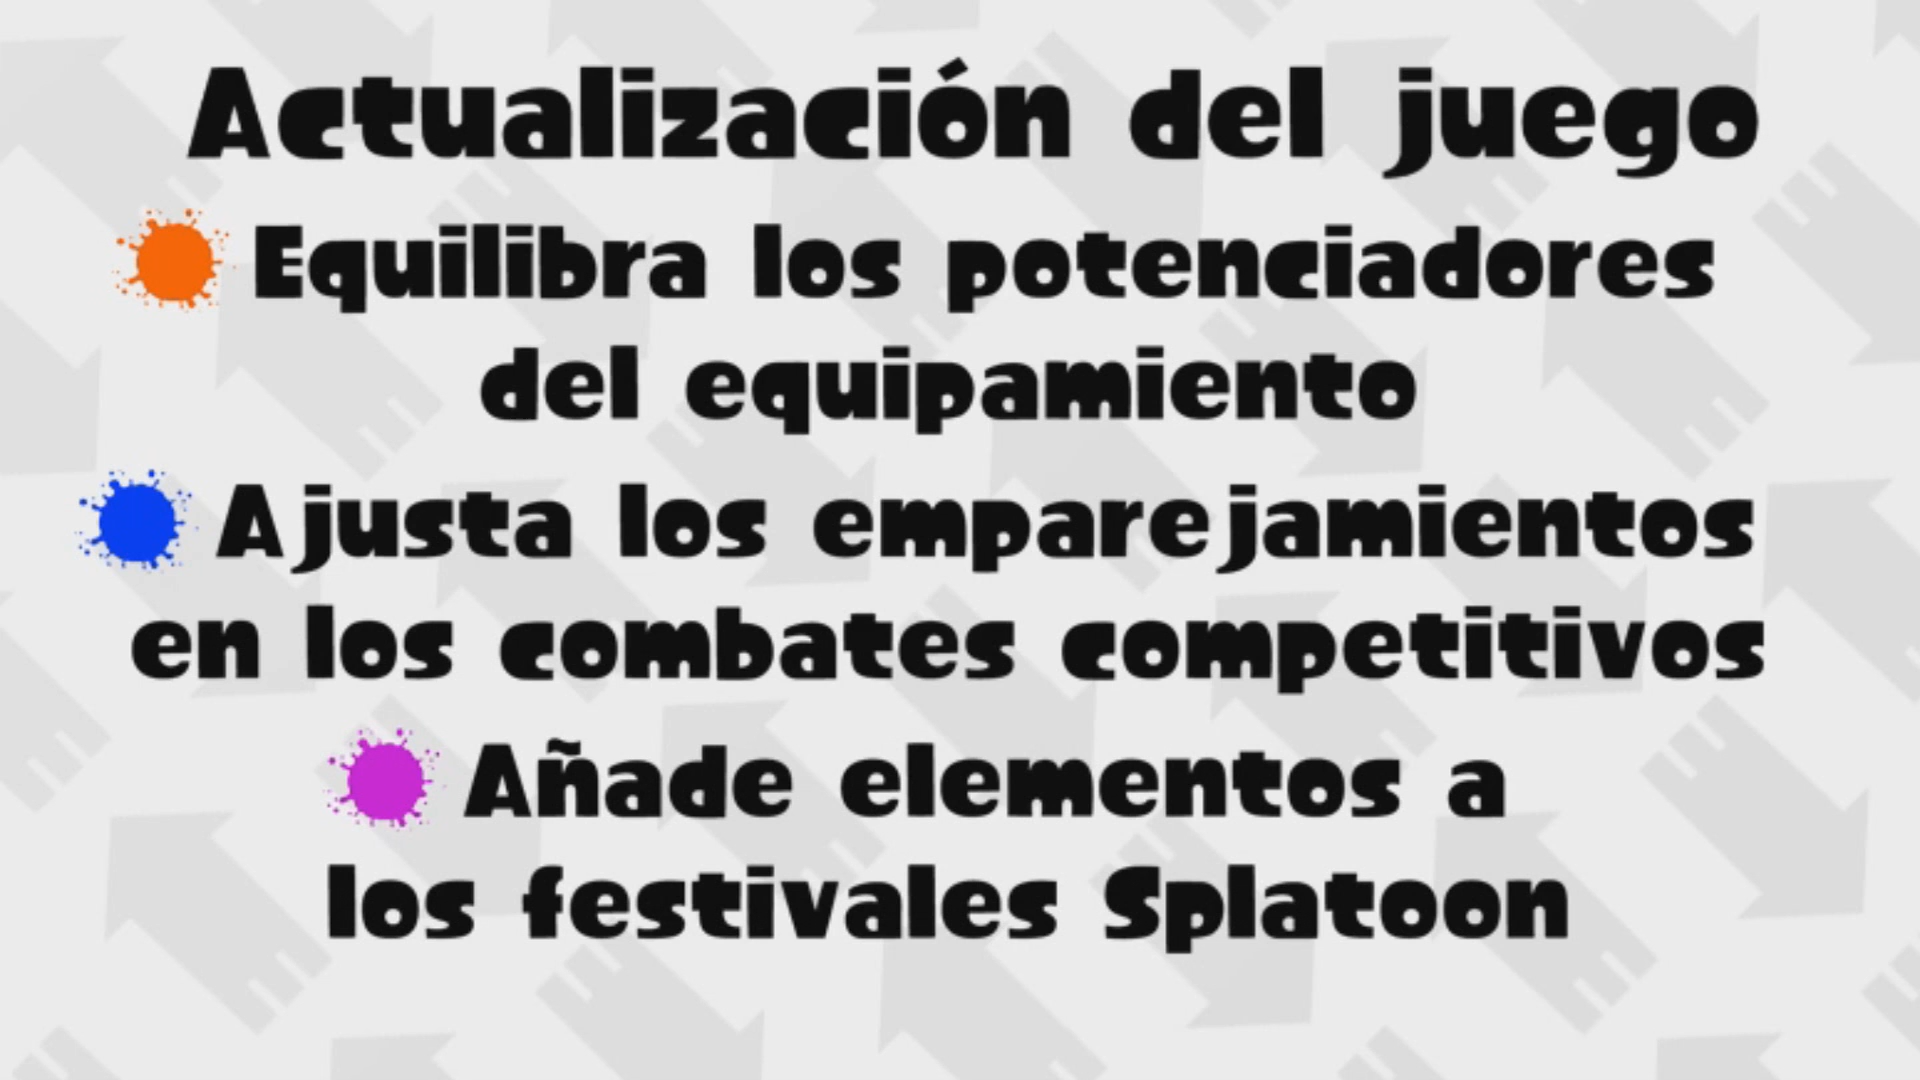 Actualización del juego
Equilibra los potenciadores
del equipamiento
Ajusta los emparejamientos
en los combates competitivos
Añade elementos a
los festivales Splatoon